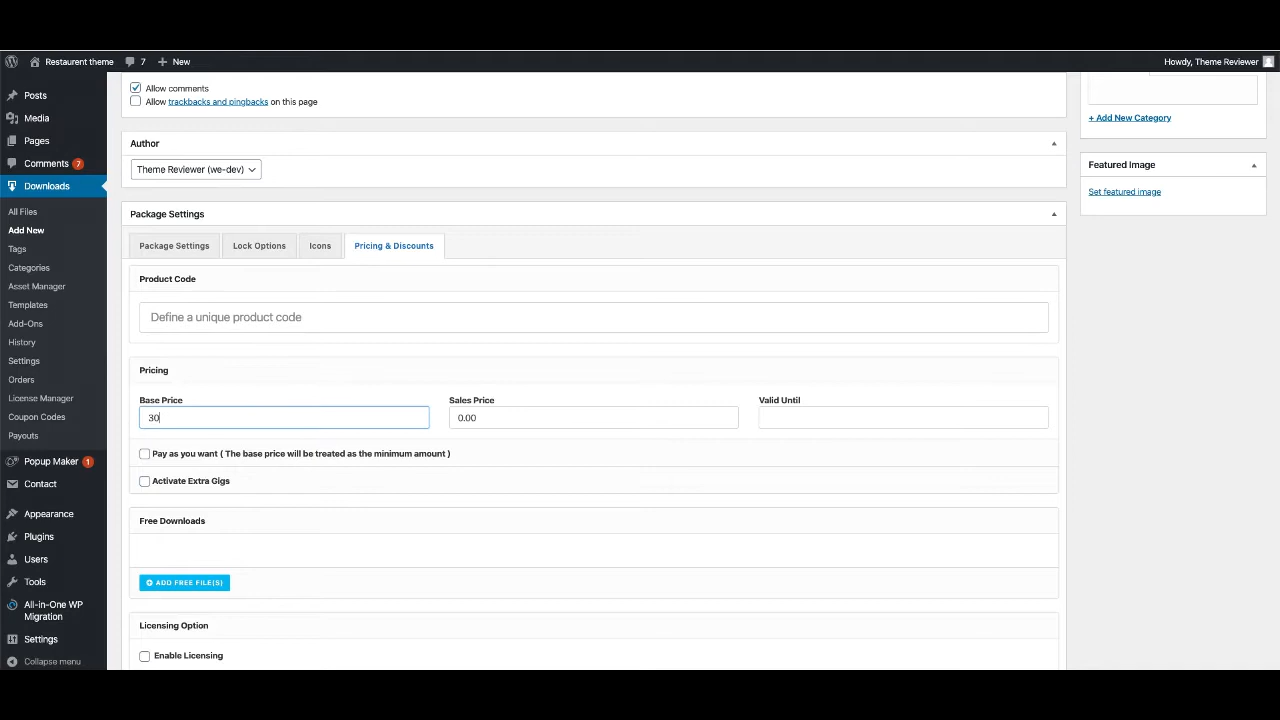 Restaurent theme 7 New Howdy, Theme Reviewer
Posts
Media
Pages
Comments 7
Downloads
All Files
Add New
Tags
Categories
Asset Manager
Templates
Add-Ons
History
Settings
Orders
License Manager
Coupon Codes
Payouts
Popup Maker 1
Contact
Appearance
Plugins
Users
Tools
All-in-One WP
Migration
Settings
Collapse menu
Allow comments
Allow trackbacks and pingbacks on this page
Author
Theme Reviewer (we-dev)
Package Settings
Package Settings Lock Options Icons Pricing & Discounts
Product Code
Define a unique product code
Pricing
Base Price Sales Price Valid Until
30 0.00
Pay as you want ( The base price will be treated as the minimum amount )
Activate Extra Gigs
Free Downloads
ADD FREE FILE(S)
Licensing Option
Enable Licensing
+ Add New Category
Featured Image
Set featured image